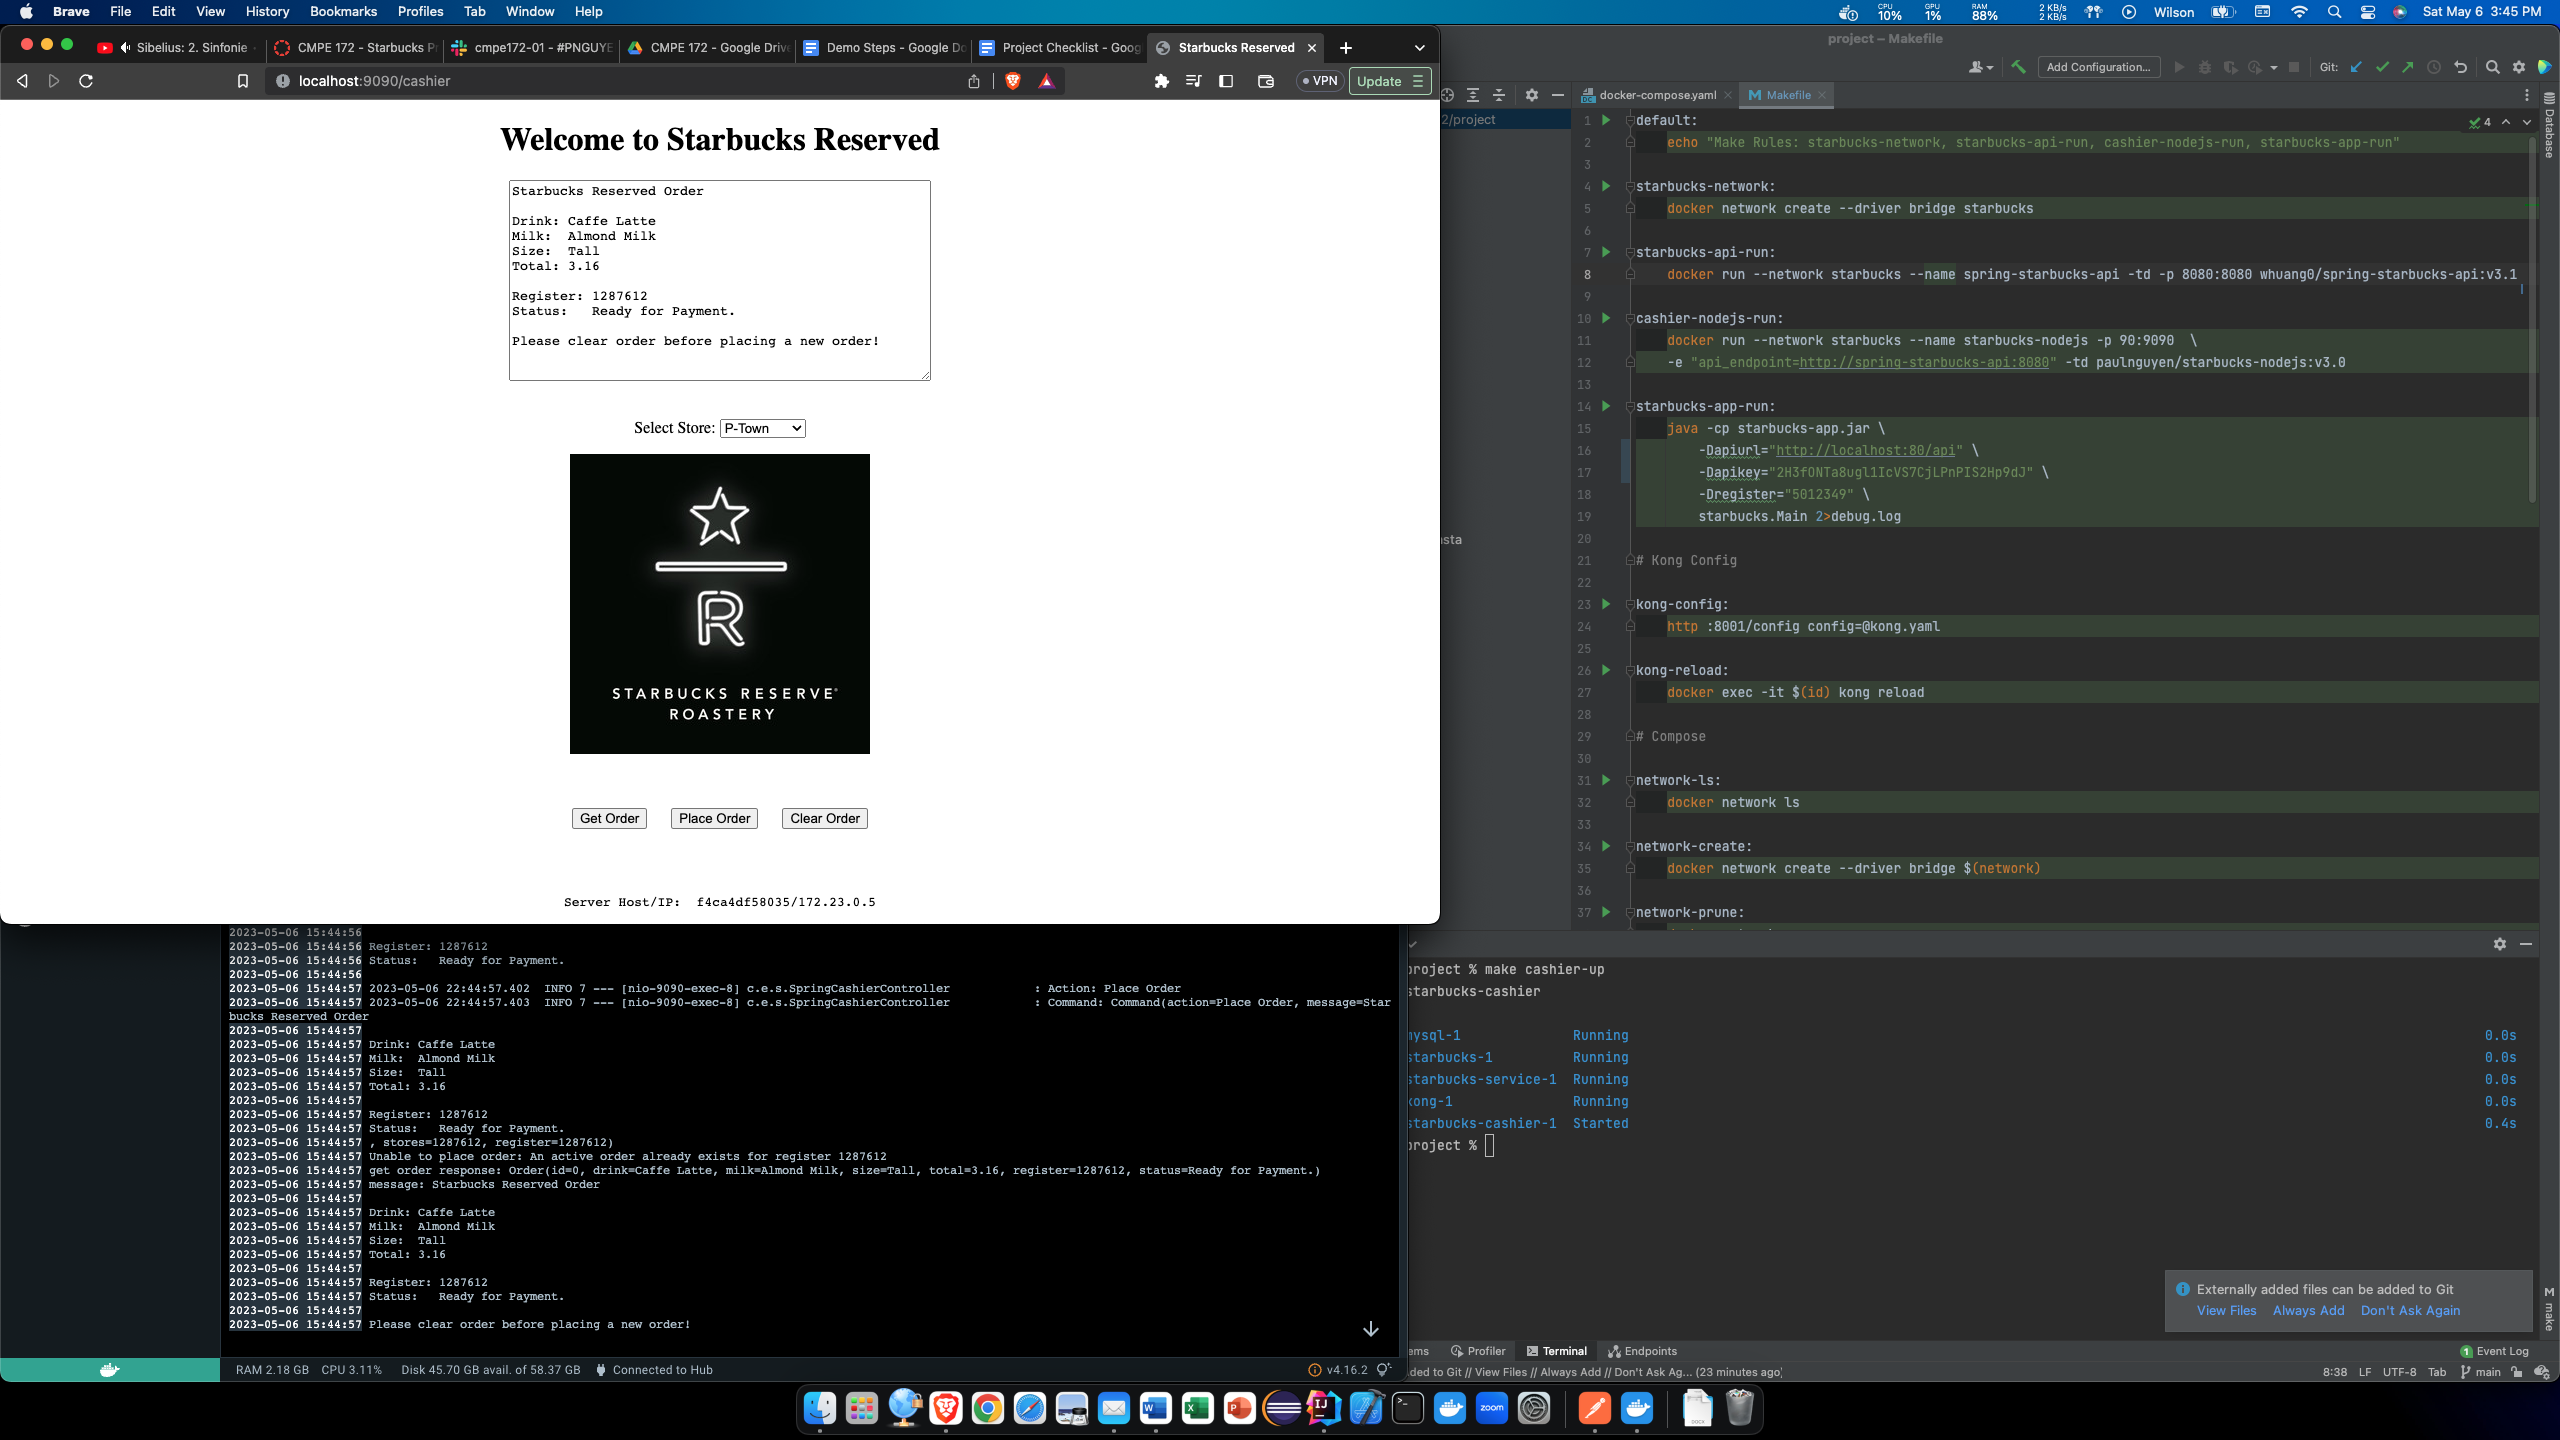 Brave File Edit View History Bookmarks Profiles Tab Window Help
CPU 10% GPU 1% RAM 88% 2 KB/s 2 KB/s Wilson Sat May 6 3:45 PM
Sibelius: 2. Sinfonie
CMPE 172 - Starbucks Pr
cmpe172-01 - #PNGUYE
CMPE 172 - Google Drive
Demo Steps - Google Do
Project Checklist - Goog
Starbucks Reserved
localhost:9090/cashier
VPN
Update
Welcome to Starbucks Reserved
Starbucks Reserved Order
Drink: Caffe Latte
Milk:  Almond Milk
Size:  Tall
Total: 3.16
Register: 1287612
Status:   Ready for Payment.
Please clear order before placing a new order!
Select Store: P-Town
STARBUCKS RESERVE
ROASTERY
Get Order Place Order Clear Order
Server Host/IP:  f4ca4df58035/172.23.0.5
project – Makefile
Add Configuration...
Git:
2/project
docker-compose.yaml
Makefile
Database
4
1 default:
2 echo "Make Rules: starbucks-network, starbucks-api-run, cashier-nodejs-run, starbucks-app-run"
3
4 starbucks-network:
5 docker network create --driver bridge starbucks
6
7 starbucks-api-run:
8 docker run --network starbucks --name spring-starbucks-api -td -p 8080:8080 whuang0/spring-starbucks-api:v3.1
9
10 cashier-nodejs-run:
11 docker run --network starbucks --name starbucks-nodejs -p 90:9090  \
12 -e "api_endpoint=http://spring-starbucks-api:8080" -td paulnguyen/starbucks-nodejs:v3.0
13
14 starbucks-app-run:
15 java -cp starbucks-app.jar \
16 -Dapiurl="http://localhost:80/api" \
17 -Dapikey="2H3fONTa8ugl1IcVS7CjLPnPIS2Hp9dJ" \
18 -Dregister="5012349" \
19 starbucks.Main 2>debug.log
20
21 # Kong Config
22
23 kong-config:
24 http :8001/config config=@kong.yaml
25
26 kong-reload:
27 docker exec -it $(id) kong reload
28
29 # Compose
30
31 network-ls:
32 docker network ls
33
34 network-create:
35 docker network create --driver bridge $(network)
36
37 network-prune:
asta
2023-05-06 15:44:56
2023-05-06 15:44:56 Register: 1287612
2023-05-06 15:44:56 Status:   Ready for Payment.
2023-05-06 15:44:56
2023-05-06 15:44:57 2023-05-06 22:44:57.402  INFO 7 --- [nio-9090-exec-8] c.e.s.SpringCashierController            : Action: Place Order
2023-05-06 15:44:57 2023-05-06 22:44:57.403  INFO 7 --- [nio-9090-exec-8] c.e.s.SpringCashierController            : Command: Command(action=Place Order, message=Star
bucks Reserved Order
2023-05-06 15:44:57
2023-05-06 15:44:57 Drink: Caffe Latte
2023-05-06 15:44:57 Milk:  Almond Milk
2023-05-06 15:44:57 Size:  Tall
2023-05-06 15:44:57 Total: 3.16
2023-05-06 15:44:57
2023-05-06 15:44:57 Register: 1287612
2023-05-06 15:44:57 Status:   Ready for Payment.
2023-05-06 15:44:57 , stores=1287612, register=1287612)
2023-05-06 15:44:57 Unable to place order: An active order already exists for register 1287612
2023-05-06 15:44:57 get order response: Order(id=0, drink=Caffe Latte, milk=Almond Milk, size=Tall, total=3.16, register=1287612, status=Ready for Payment.)
2023-05-06 15:44:57 message: Starbucks Reserved Order
2023-05-06 15:44:57
2023-05-06 15:44:57 Drink: Caffe Latte
2023-05-06 15:44:57 Milk:  Almond Milk
2023-05-06 15:44:57 Size:  Tall
2023-05-06 15:44:57 Total: 3.16
2023-05-06 15:44:57
2023-05-06 15:44:57 Register: 1287612
2023-05-06 15:44:57 Status:   Ready for Payment.
2023-05-06 15:44:57
2023-05-06 15:44:57 Please clear order before placing a new order!
RAM 2.18 GB CPU 3.11% Disk 45.70 GB avail. of 58.37 GB Connected to Hub v4.16.2
project % make cashier-up
starbucks-cashier
mysql-1 Running 0.0s
starbucks-1 Running 0.0s
starbucks-service-1 Running 0.0s
kong-1 Running 0.0s
starbucks-cashier-1 Started 0.4s
project %
Externally added files can be added to Git
View Files Always Add Don't Ask Again
make
ems Profiler Terminal Endpoints 1 Event Log
ded to Git // View Files // Always Add // Don't Ask Ag... (23 minutes ago)
8:38 LF UTF-8 Tab main
zoom
DOCX